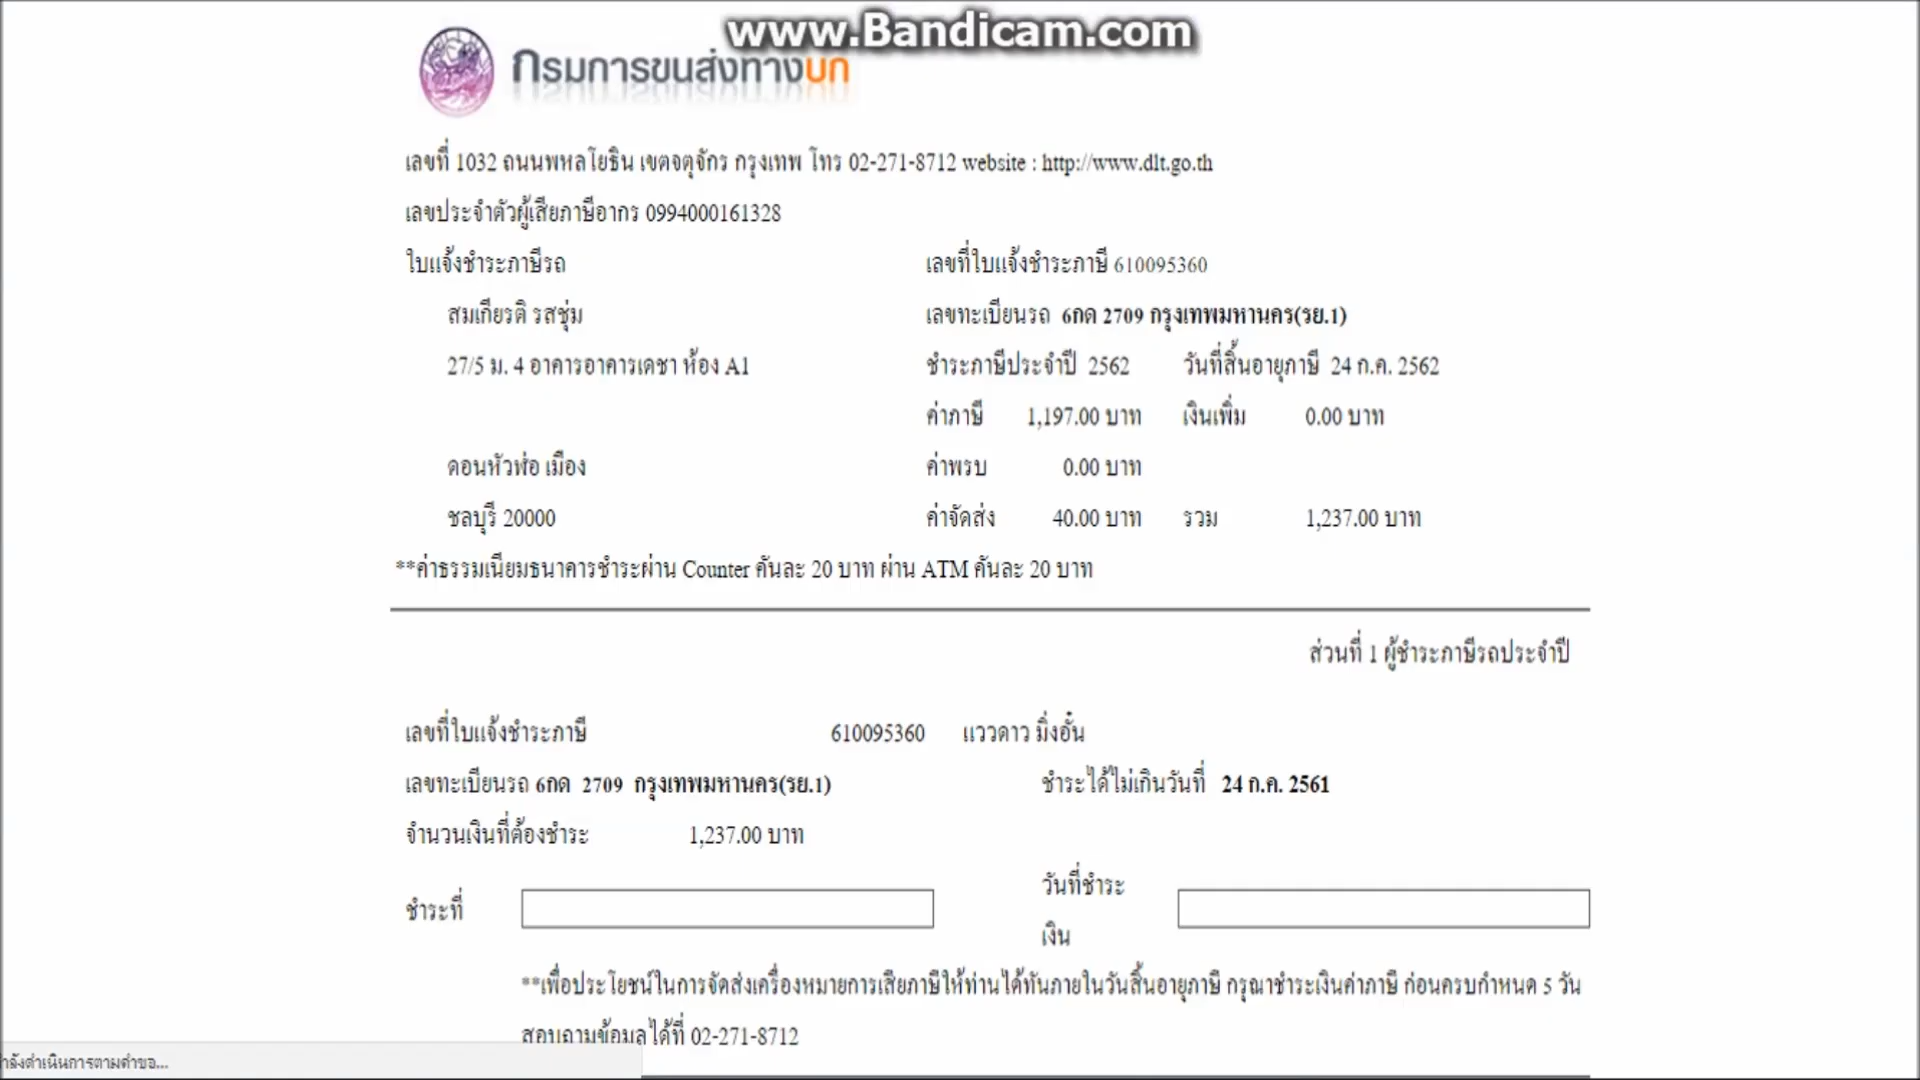 www.Bandicam.com
กรมการขนส่งทางบก
เลขที่ 1032 ถนนพหลโยธิน เขตจตุจักร กรุงเทพ โทร 02-271-8712 website : http://www.dlt.go.th
เลขประจำตัวผู้เสียภาษีอากร 0994000161328
ใบแจ้งชำระภาษีรถ เลขที่ใบแจ้งชำระภาษี 610095360
สมเกียรติ รสชุ่ม เลขทะเบียนรถ 6กด 2709 กรุงเทพมหานคร(รย.1)
27/5 ม. 4 อาคารอาคารเดชา ห้อง A1 ชำระภาษีประจำปี 2562 วันที่สิ้นอายุภาษี 24 ก.ค. 2562
ค่าภาษี 1,197.00 บาท เงินเพิ่ม 0.00 บาท
ดอนหัวฬ่อ เมือง ค่าพรบ 0.00 บาท
ชลบุรี 20000 ค่าจัดส่ง 40.00 บาท รวม 1,237.00 บาท
**ค่าธรรมเนียมธนาคารชำระผ่าน Counter คันละ 20 บาท ผ่าน ATM คันละ 20 บาท
ส่วนที่ 1 ผู้ชำระภาษีรถประจำปี
เลขที่ใบแจ้งชำระภาษี 610095360 แววดาว มิ่งอั๋น
เลขทะเบียนรถ 6กด 2709 กรุงเทพมหานคร(รย.1) ชำระได้ไม่เกินวันที่ 24 ก.ค. 2561
จำนวนเงินที่ต้องชำระ 1,237.00 บาท
ชำระที่ วันที่ชำระ
เงิน
**เพื่อประโยชน์ในการจัดส่งเครื่องหมายการเสียภาษีให้ท่านได้ทันภายในวันสิ้นอายุภาษี กรุณาชำระเงินค่าภาษี ก่อนครบกำหนด 5 วัน
สอบถามข้อมูลได้ที่ 02-271-8712
กำลังดำเนินการตามคำขอ...